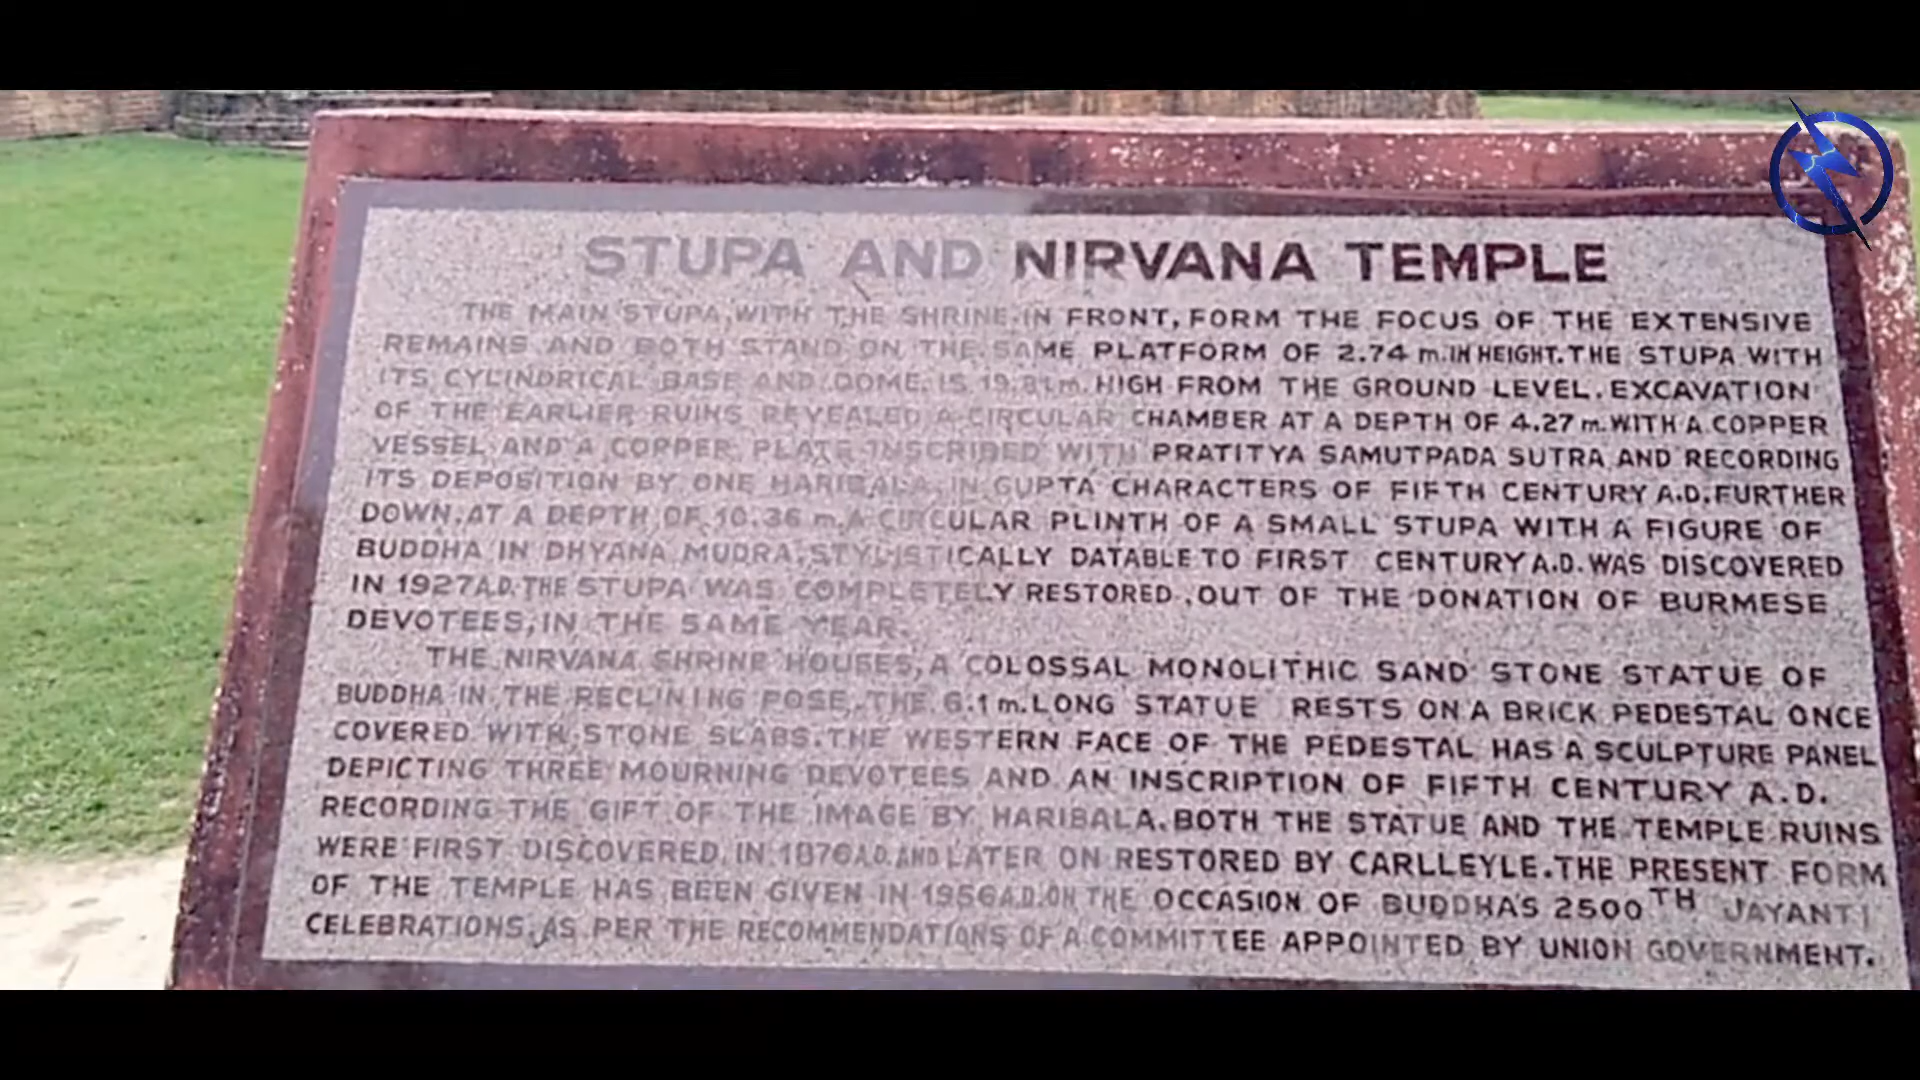 STUPA AND NIRVANA TEMPLE
THE MAIN STUPA, WITH THE SHRINE, IN FRONT, FORM THE FOCUS OF THE EXTENSIVE
REMAINS AND BOTH STAND ON THE SAME PLATFORM OF 2.74 m. IN HEIGHT. THE STUPA WITH
ITS CYLINDRICAL BASE AND DOME, IS 19.81 m. HIGH FROM THE GROUND LEVEL. EXCAVATION
OF THE EARLIER RUINS REVEALED A CIRCULAR CHAMBER AT A DEPTH OF 4.27 m. WITH A COPPER
VESSEL AND A COPPER PLATE INSCRIBED WITH PRATITYA SAMUTPADA SUTRA AND RECORDING
ITS DEPOSITION BY ONE HARIBALA, IN GUPTA CHARACTERS OF FIFTH CENTURY A.D. FURTHER
DOWN, AT A DEPTH OF 10.36 m. A CIRCULAR PLINTH OF A SMALL STUPA WITH A FIGURE OF
BUDDHA IN DHYANA MUDRA, STYLISTICALLY DATABLE TO FIRST CENTURY A.D. WAS DISCOVERED
IN 1927 A.D. THE STUPA WAS COMPLETELY RESTORED, OUT OF THE DONATION OF BURMESE
DEVOTEES, IN THE SAME YEAR.
THE NIRVANA SHRINE HOUSES, A COLOSSAL MONOLITHIC SAND STONE STATUE OF
BUDDHA IN THE RECLINING POSE. THE 6.1 m. LONG STATUE RESTS ON A BRICK PEDESTAL ONCE
COVERED WITH STONE SLABS. THE WESTERN FACE OF THE PEDESTAL HAS A SCULPTURE PANEL
DEPICTING THREE MOURNING DEVOTEES AND AN INSCRIPTION OF FIFTH CENTURY A.D.
RECORDING THE GIFT OF THE IMAGE BY HARIBALA. BOTH THE STATUE AND THE TEMPLE RUINS
WERE FIRST DISCOVERED, IN 1876 A.D. AND LATER ON RESTORED BY CARLLEYLE. THE PRESENT FORM
OF THE TEMPLE HAS BEEN GIVEN IN 1956 A.D. ON THE OCCASION OF BUDDHA'S 2500TH JAYANTI
CELEBRATIONS, AS PER THE RECOMMENDATIONS OF A COMMITTEE APPOINTED BY UNION GOVERNMENT.